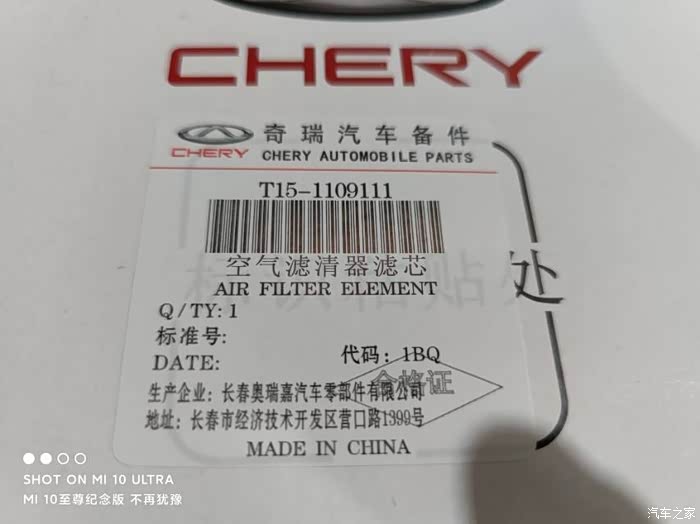 CHERY
CHERY
奇瑞汽车备件
CHERY AUTOMOBILE PARTS
T15-1109111
空气滤清器滤芯
AIR FILTER ELEMENT
处
Q/TY: 1
标准号:
DATE:
代码: 1BQ
合格证
生产企业: 长春奥瑞嘉汽车零部件有限公司
地址: 长春市经济技术开发区营口路1399号
MADE IN CHINA
SHOT ON MI 10 ULTRA
MI 10至尊纪念版 不再犹豫
汽车之家